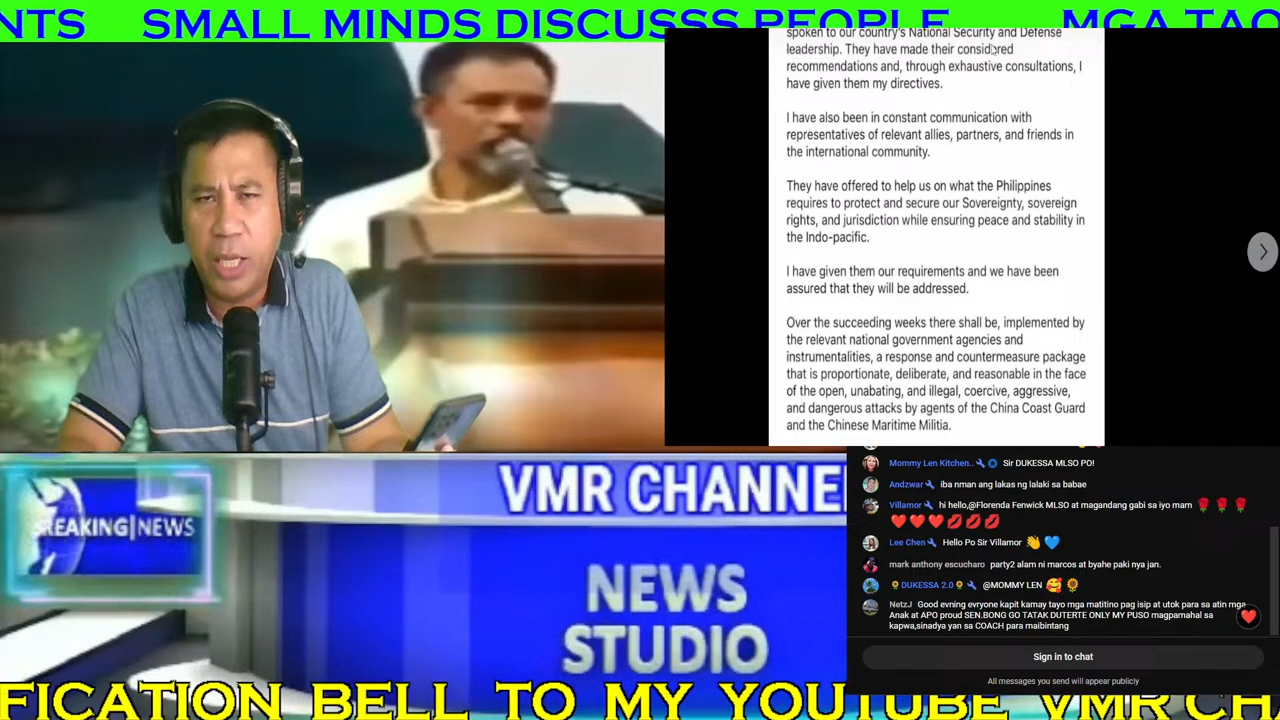 NTS SMALL MINDS DISCUSSS PEOPLE MGA TAO
spoken to our country's National Security and Defense
leadership. They have made their considered
recommendations and, through exhaustive consultations, I
have given them my directives.
I have also been in constant communication with
representatives of relevant allies, partners, and friends in
the international community.
They have offered to help us on what the Philippines
requires to protect and secure our Sovereignty, sovereign
rights, and jurisdiction while ensuring peace and stability in
the Indo-pacific.
I have given them our requirements and we have been
assured that they will be addressed.
Over the succeeding weeks there shall be, implemented by
the relevant national government agencies and
instrumentalities, a response and countermeasure package
that is proportionate, deliberate, and reasonable in the face
of the open, unabating, and illegal, coercive, aggressive,
and dangerous attacks by agents of the China Coast Guard
and the Chinese Maritime Militia.
VMR CHANNE
REAKING|NEWS
NEWS
STUDIO
Mommy Len Kitchen.. Sir DUKESSA MLSO PO!
Andzwar iba nman ang lakas ng lalaki sa babae
Villamor hi hello,@Florenda Fenwick MLSO at magandang gabi sa iyo mam 🌹 🌹 🌹
❤️❤️❤️💋💋💋
Lee Chen Hello Po Sir Villamor 👋 💙
mark anthony escucharo party2 alam ni marcos at byahe paki nya jan.
🌻DUKESSA 2.0🌻 @MOMMY LEN 🥰 🌻
NetzJ Good evning evryone kapit kamay tayo mga matitino pag isip at utok para sa atin mga
Anak at APO proud SEN.BONG GO TATAK DUTERTE ONLY MY PUSO magpamahal sa
kapwa,sinadya yan sa COACH para maibintang
Sign in to chat
All messages you send will appear publicly
FICATION BELL TO MY YOUTUBE VMR CH